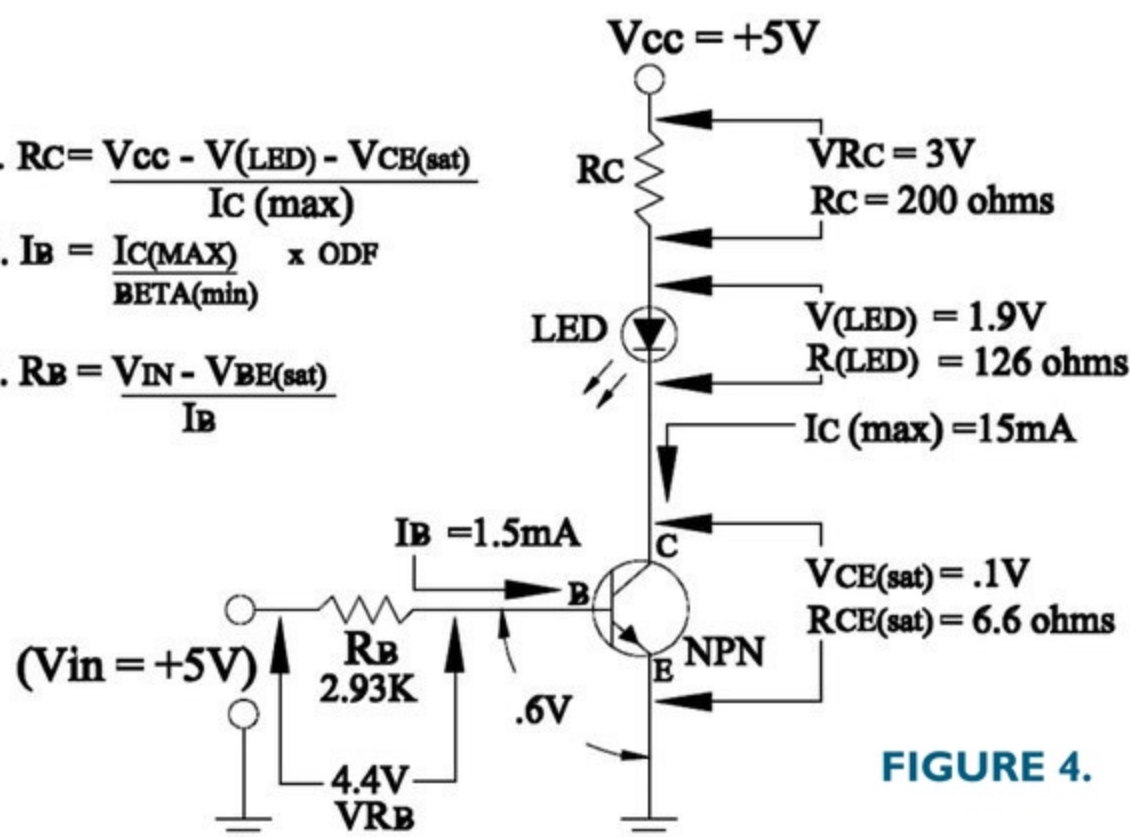 Vcc = +5V
. RC= Vcc - V(LED) - VCE(sat)
IC (max)
. IB = IC(MAX) x ODF
BETA(min)
. RB = VIN - VBE(sat)
IB
RC
VRC = 3V
RC = 200 ohms
LED
V(LED) = 1.9V
R(LED) = 126 ohms
IC (max) =15mA
IB =1.5mA
C
B
E
NPN
VCE(sat) = .1V
RCE(sat) = 6.6 ohms
(Vin = +5V)
RB
2.93K
.6V
4.4V
VRB
FIGURE 4.